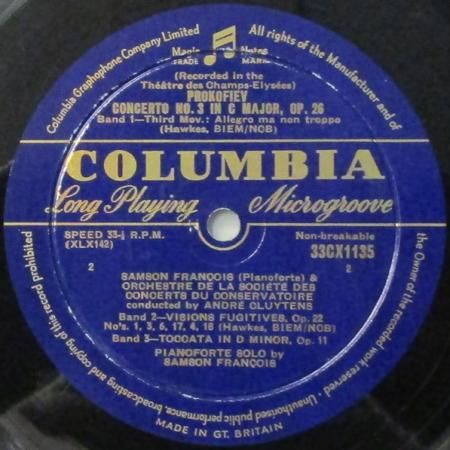 Columbia Graphophone Company Limited
All rights of the Manufacturer and of
the Owner of the recorded work reserved · Unauthorised public performance, broadcasting and copying of this record prohibited
Magic Notes
TRADE MARK
(Recorded in the
Théâtre des Champs-Elysées)
PROKOFIEV
CONCERTO NO. 3 IN C MAJOR, OP. 26
Band 1—Third Mov.: Allegro ma non troppo
(Hawkes, BIEM/NCB)
COLUMBIA
Long Playing Microgroove
SPEED 33⅓ R.P.M. Non-breakable
(XLX142) 33CX1135
2 2
SAMSON FRANÇOIS (Pianoforte) &
ORCHESTRE DE LA SOCIÉTÉ DES
CONCERTS DU CONSERVATOIRE
conducted by ANDRÉ CLUYTENS
Band 2—VISIONS FUGITIVES, Op. 22
No's. 1, 3, 6, 17, 4, 18 (Hawkes, BIEM/NCB)
Band 3—TOCCATA IN D MINOR, Op. 11
PIANOFORTE SOLO by
SAMSON FRANÇOIS
MADE IN GT. BRITAIN